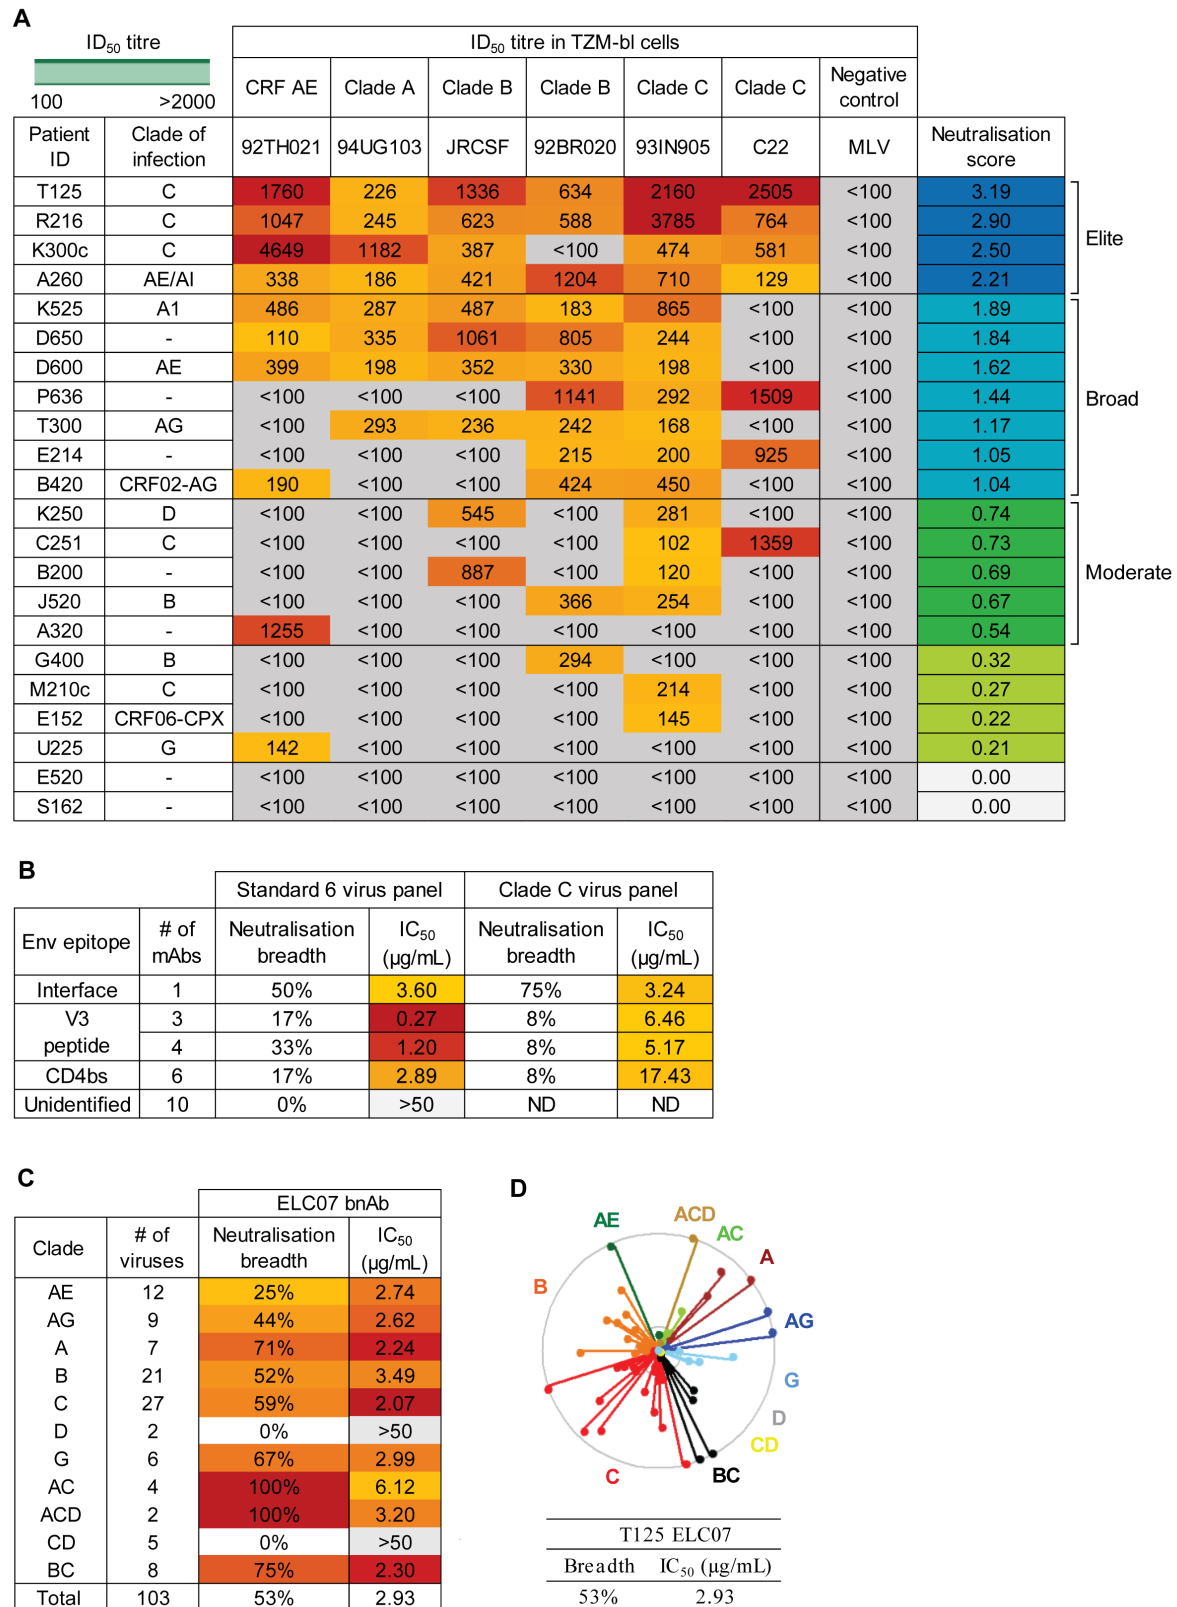 A
ID50 titre
100 >2000
ID50 titre in TZM-bl cells
CRF AE Clade A Clade B Clade B Clade C Clade C Negative control
Patient ID Clade of infection 92TH021 94UG103 JRCSF 92BR020 93IN905 C22 MLV Neutralisation score
T125 C 1760 226 1336 634 2160 2505 <100 3.19
R216 C 1047 245 623 588 3785 764 <100 2.90
Elite
K300c C 4649 1182 387 <100 474 581 <100 2.50
A260 AE/AI 338 186 421 1204 710 129 <100 2.21
K525 A1 486 287 487 183 865 <100 <100 1.89
D650 - 110 335 1061 805 244 <100 <100 1.84
D600 AE 399 198 352 330 198 <100 <100 1.62
P636 - <100 <100 <100 1141 292 1509 <100 1.44
Broad
T300 AG <100 293 236 242 168 <100 <100 1.17
E214 - <100 <100 <100 215 200 925 <100 1.05
B420 CRF02-AG 190 <100 <100 424 450 <100 <100 1.04
K250 D <100 <100 545 <100 281 <100 <100 0.74
C251 C <100 <100 <100 <100 102 1359 <100 0.73
B200 - <100 <100 887 <100 120 <100 <100 0.69
Moderate
J520 B <100 <100 <100 366 254 <100 <100 0.67
A320 - 1255 <100 <100 <100 <100 <100 <100 0.54
G400 B <100 <100 <100 294 <100 <100 <100 0.32
M210c C <100 <100 <100 <100 214 <100 <100 0.27
E152 CRF06-CPX <100 <100 <100 <100 145 <100 <100 0.22
U225 G 142 <100 <100 <100 <100 <100 <100 0.21
E520 - <100 <100 <100 <100 <100 <100 <100 0.00
S162 - <100 <100 <100 <100 <100 <100 <100 0.00
B
Standard 6 virus panel Clade C virus panel
Env epitope # of mAbs Neutralisation breadth IC50 (µg/mL) Neutralisation breadth IC50 (µg/mL)
Interface 1 50% 3.60 75% 3.24
V3 3 17% 0.27 8% 6.46
peptide 4 33% 1.20 8% 5.17
CD4bs 6 17% 2.89 8% 17.43
Unidentified 10 0% >50 ND ND
C
ELC07 bnAb
Clade # of viruses Neutralisation breadth IC50 (µg/mL)
AE 12 25% 2.74
AG 9 44% 2.62
A 7 71% 2.24
B 21 52% 3.49
C 27 59% 2.07
D 2 0% >50
G 6 67% 2.99
AC 4 100% 6.12
ACD 2 100% 3.20
CD 5 0% >50
BC 8 75% 2.30
Total 103 53% 2.93
D
AE ACD
AC
A
B
AG
G
D
CD
C BC
T125 ELC07
Breadth IC50 (µg/mL)
53% 2.93